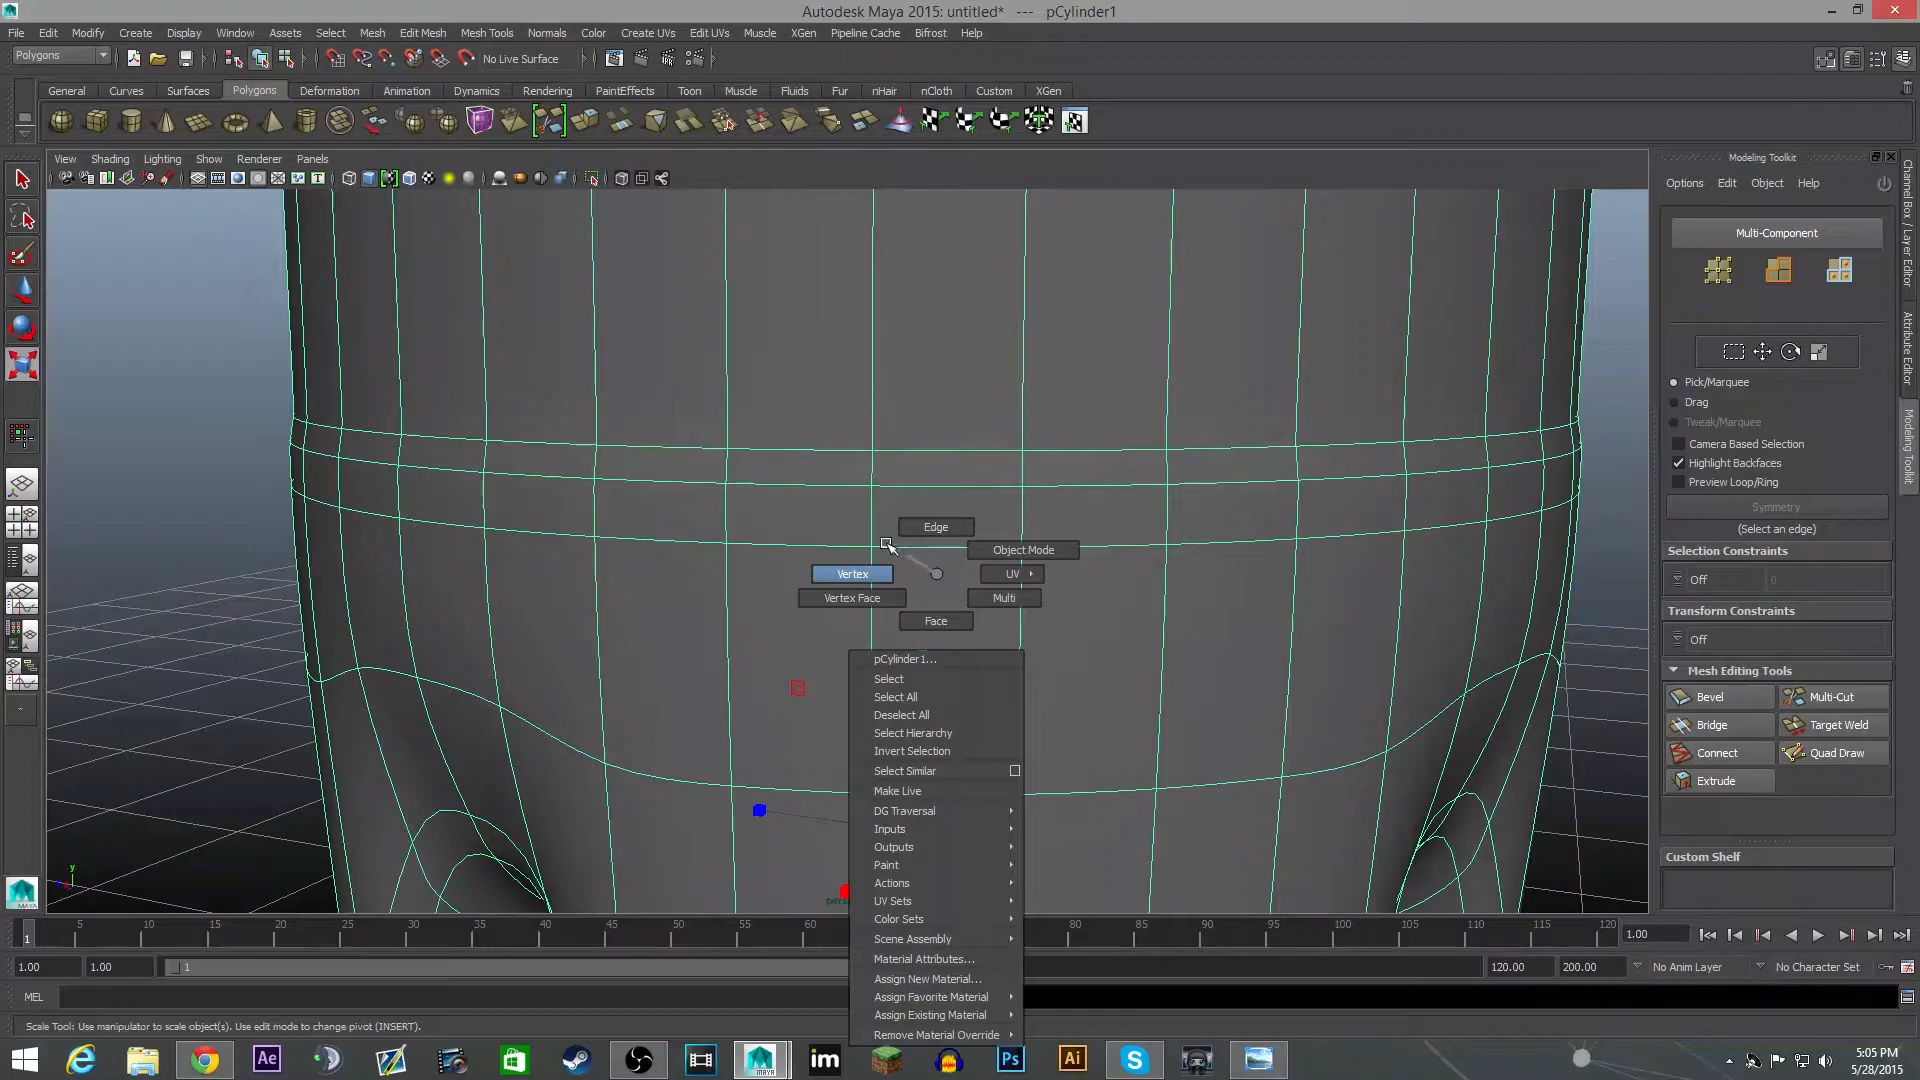 Autodesk Maya 2015: untitled*   ---   pCylinder1
File Edit Modify Create Display Window Assets Select Mesh Edit Mesh Mesh Tools Normals Color Create UVs Edit UVs Muscle XGen Pipeline Cache Bifrost Help
Polygons
No Live Surface
General Curves Surfaces Polygons Deformation Animation Dynamics Rendering PaintEffects Toon Muscle Fluids Fur nHair nCloth Custom XGen
View Shading Lighting Show Renderer Panels
Modeling Toolkit
Options Edit Object Help
Multi-Component
Pick/Marquee
Drag
Tweak/Marquee
Camera Based Selection
Highlight Backfaces
Preview Loop/Ring
Symmetry
(Select an edge)
Selection Constraints
Off 0
Transform Constraints
Off
Mesh Editing Tools
Bevel Multi-Cut
Bridge Target Weld
Connect Quad Draw
Extrude
Custom Shelf
Channel Box / Layer Editor
Attribute Editor
Modeling Toolkit
Edge
Object Mode
Vertex UV
Vertex Face Multi
Face
pCylinder1...
Select
Select All
Deselect All
Select Hierarchy
Invert Selection
Select Similar
Make Live
DG Traversal
Inputs
Outputs
Paint
Actions
UV Sets
Color Sets
Scene Assembly
Material Attributes...
Assign New Material...
Assign Favorite Material
Assign Existing Material
Remove Material Override
y
MAYA
1 5 10 15 20 25 30 35 40 45 50 55 60 80 85 90 95 100 105 110 115 120
1.00
1.00 1.00 1 120.00 200.00 No Anim Layer No Character Set
MEL
Scale Tool: Use manipulator to scale object(s). Use edit mode to change pivot (INSERT).
Ae MAYA im Ps Ai S
5:05 PM
5/28/2015